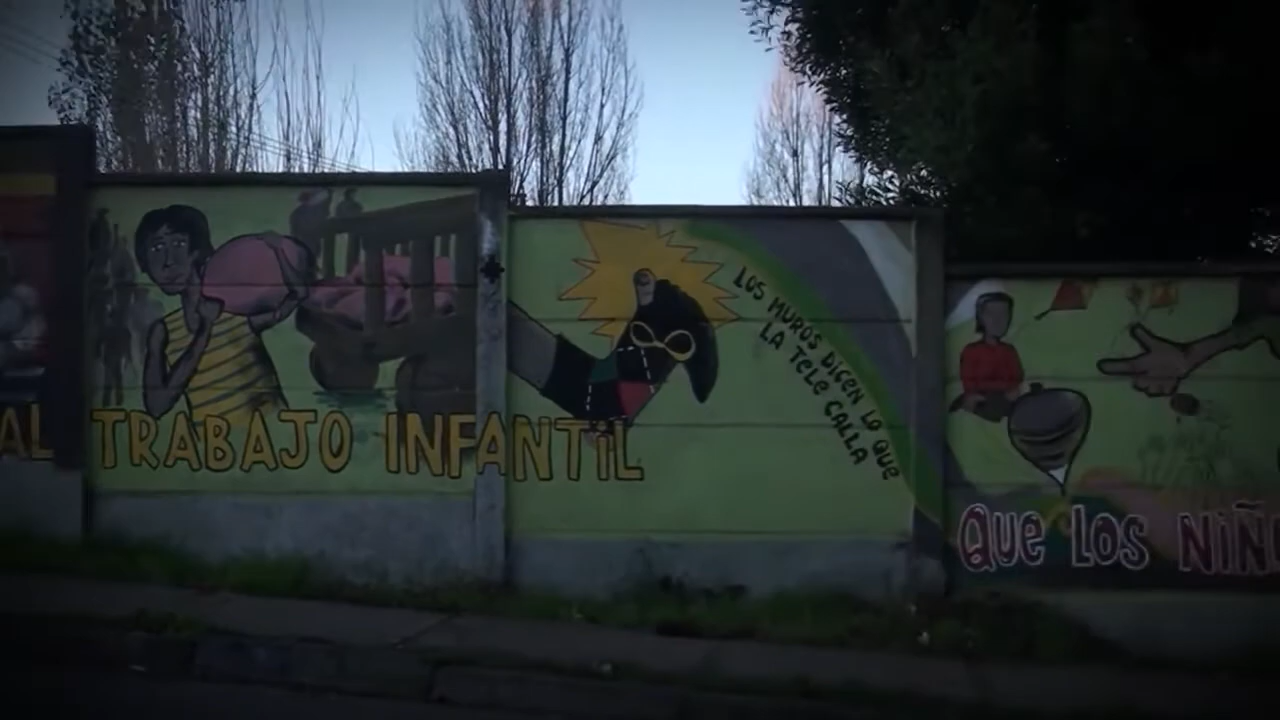 AL TRABAJO INFANTiL
LOS MUROS DICEN LO QUE
LA TELE CALLA
QUE LOS NiÑ